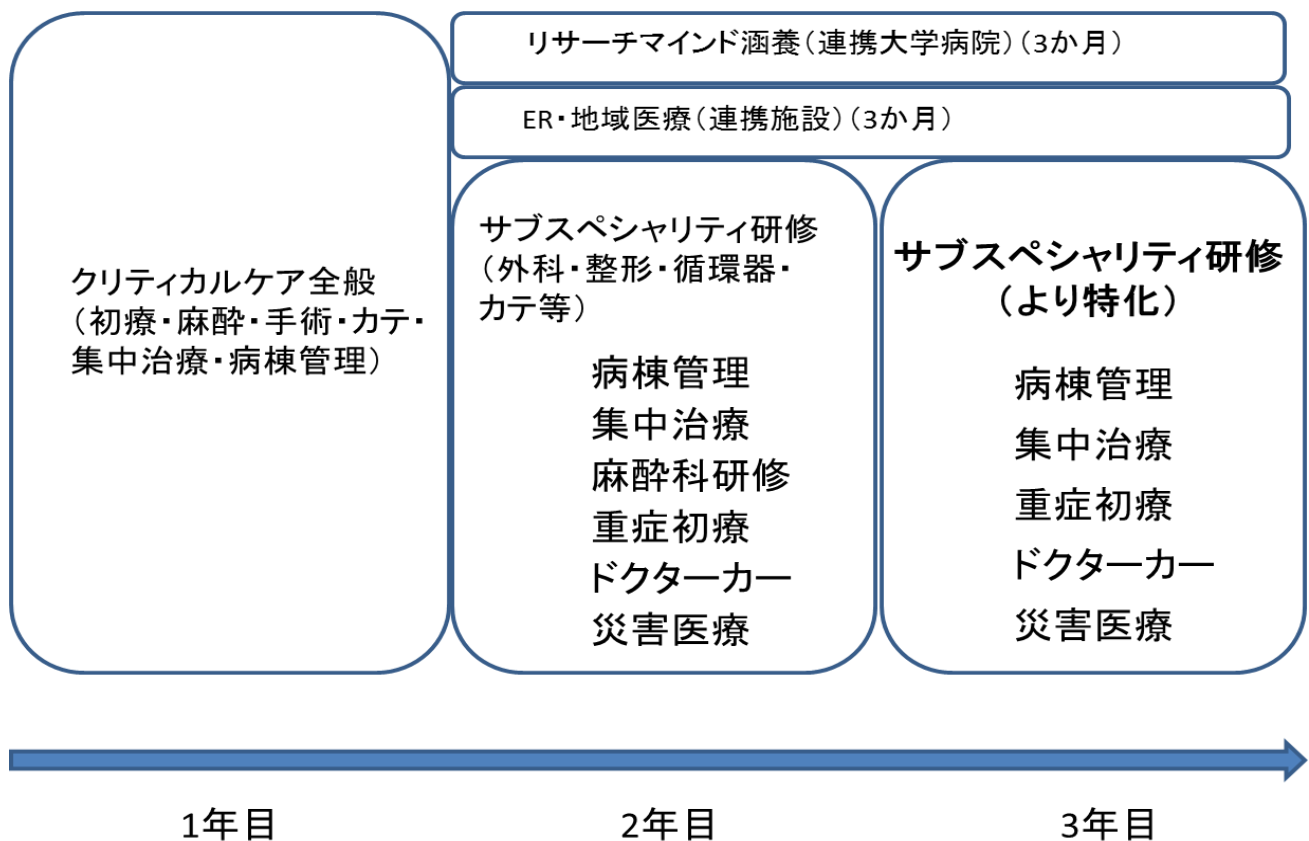 リサーチマインド涵養（連携大学病院）（3か月）
ER・地域医療（連携施設）（3か月）
クリティカルケア全般
（初療・麻酔・手術・カテ・
集中治療・病棟管理）
サブスペシャリティ研修
（外科・整形・循環器・
カテ等）
病棟管理
集中治療
麻酔科研修
重症初療
ドクターカー
災害医療
サブスペシャリティ研修
（より特化）
病棟管理
集中治療
重症初療
ドクターカー
災害医療
1年目
2年目
3年目